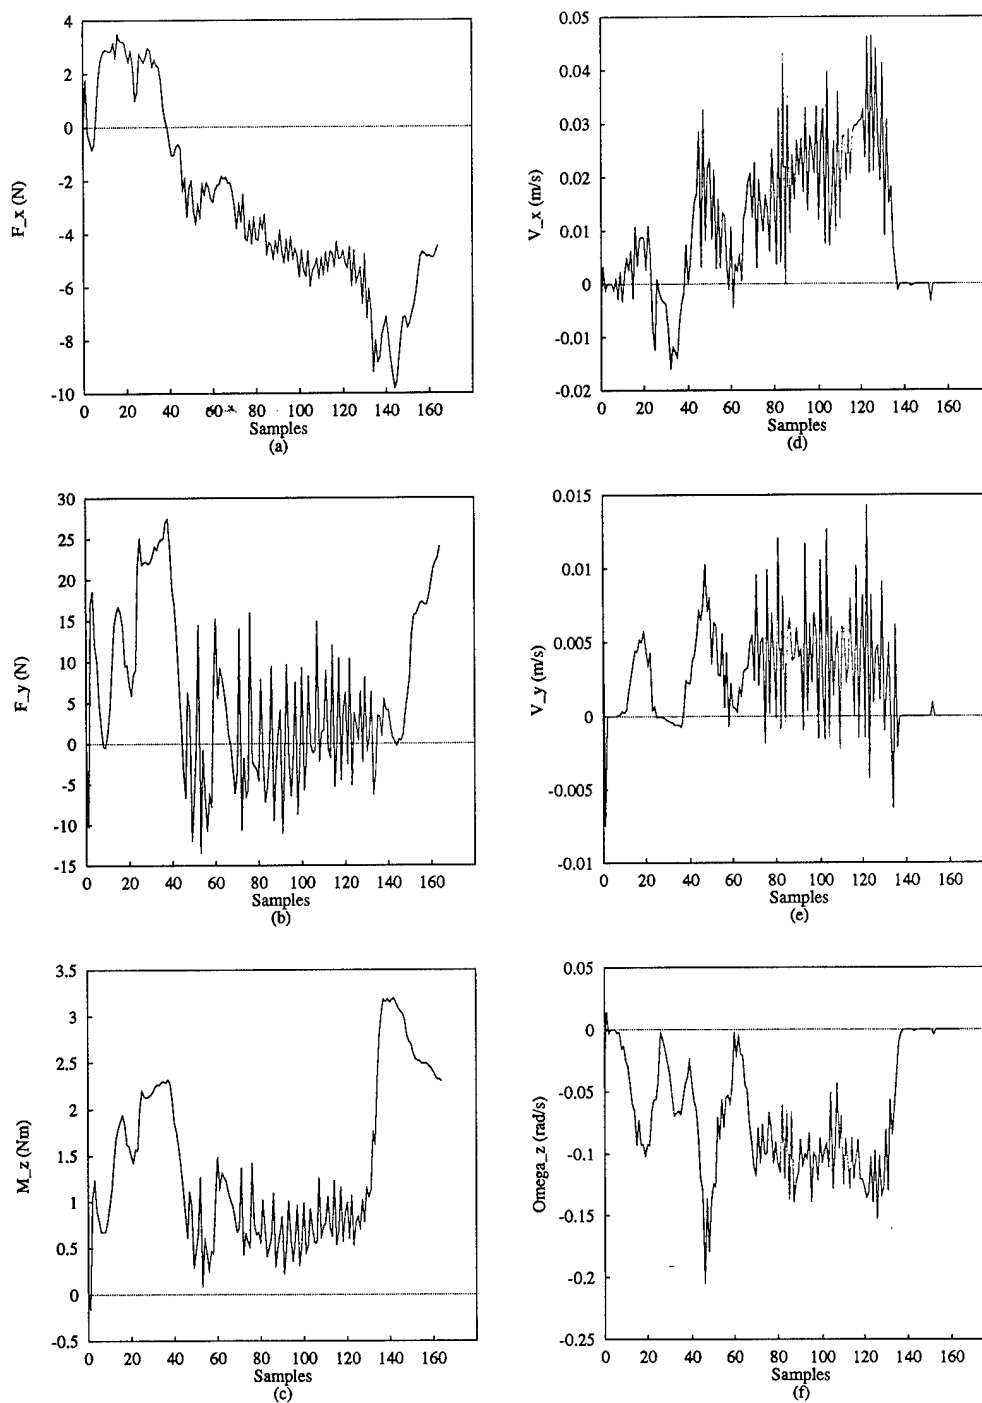 4
2
0
-2
-4
-6
-8
-10
F_x (N)
0 20 40 100 120 140 160
Samples
(a)
0.05
0.04
0.03
0.02
0.01
0
-0.01
-0.02
V_x (m/s)
0 20 40 60 80 100 120 140 160
Samples
(d)
30
25
20
15
10
5
0
-5
-10
-15
F_y (N)
0 20 40 60 80 100 120 140 160
Samples
(b)
0.015
0.01
0.005
0
-0.005
-0.01
V_y (m/s)
0 20 40 60 80 100 120 140 160
Samples
(e)
3.5
3
2.5
2
1.5
1
0.5
0
-0.5
M_z (Nm)
0 20 40 60 80 100 120 140 160
Samples
(c)
0.05
0
-0.05
-0.1
-0.15
-0.2
-0.25
Omega_z (rad/s)
0 20 40 60 80 100 120 140 160
Samples
(f)